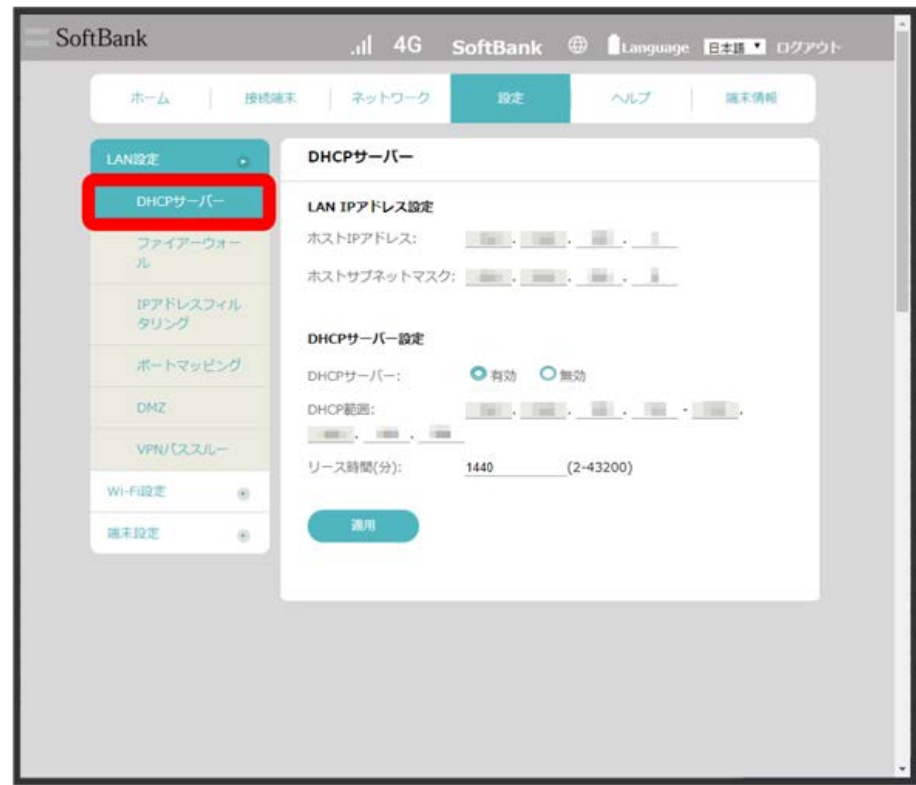 SoftBank
4G SoftBank Language 日本語 ログアウト
ホーム 接続端末 ネットワーク 設定 ヘルプ 端末情報
LAN設定
DHCPサーバー
ファイアーウォー
ル
IPアドレスフィル
タリング
ポートマッピング
DMZ
VPNパススルー
Wi-Fi設定
端末設定
DHCPサーバー
LAN IPアドレス設定
ホストIPアドレス:
ホストサブネットマスク:
DHCPサーバー設定
DHCPサーバー: 有効 無効
DHCP範囲:
リース時間(分): 1440 (2-43200)
適用